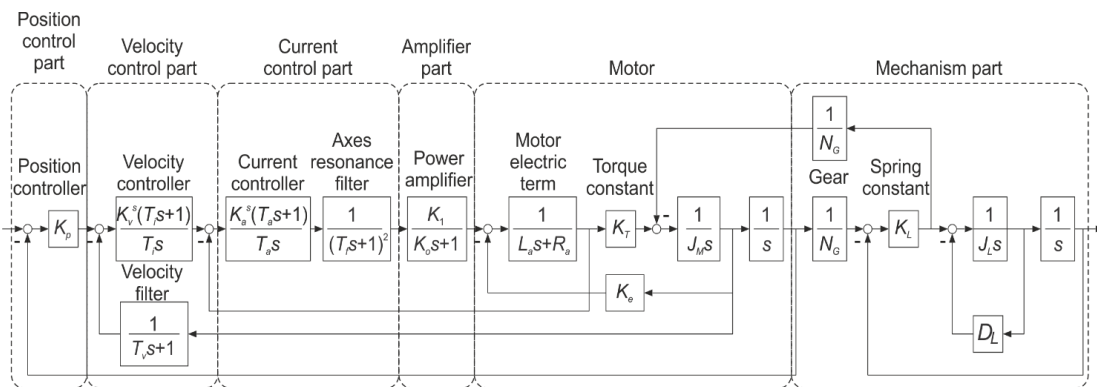 Position
control
part
Velocity
control part
Current
control part
Amplifier
part
Motor
Mechanism part
Position
controller
Velocity
controller
Current
controller
Axes
resonance
filter
Power
amplifier
Motor
electric
term
Torque
constant
Gear
Spring
constant
1
N_G
K_p
K_v^s(T_I s+1)
T_I s
K_a^s(T_a s+1)
T_a s
1
(T_f s+1)^2
K_1
K_o s+1
1
L_a s+R_a
K_T
1
J_M s
1
s
1
N_G
K_L
1
J_L s
1
s
Velocity
filter
1
T_v s+1
K_e
D_L